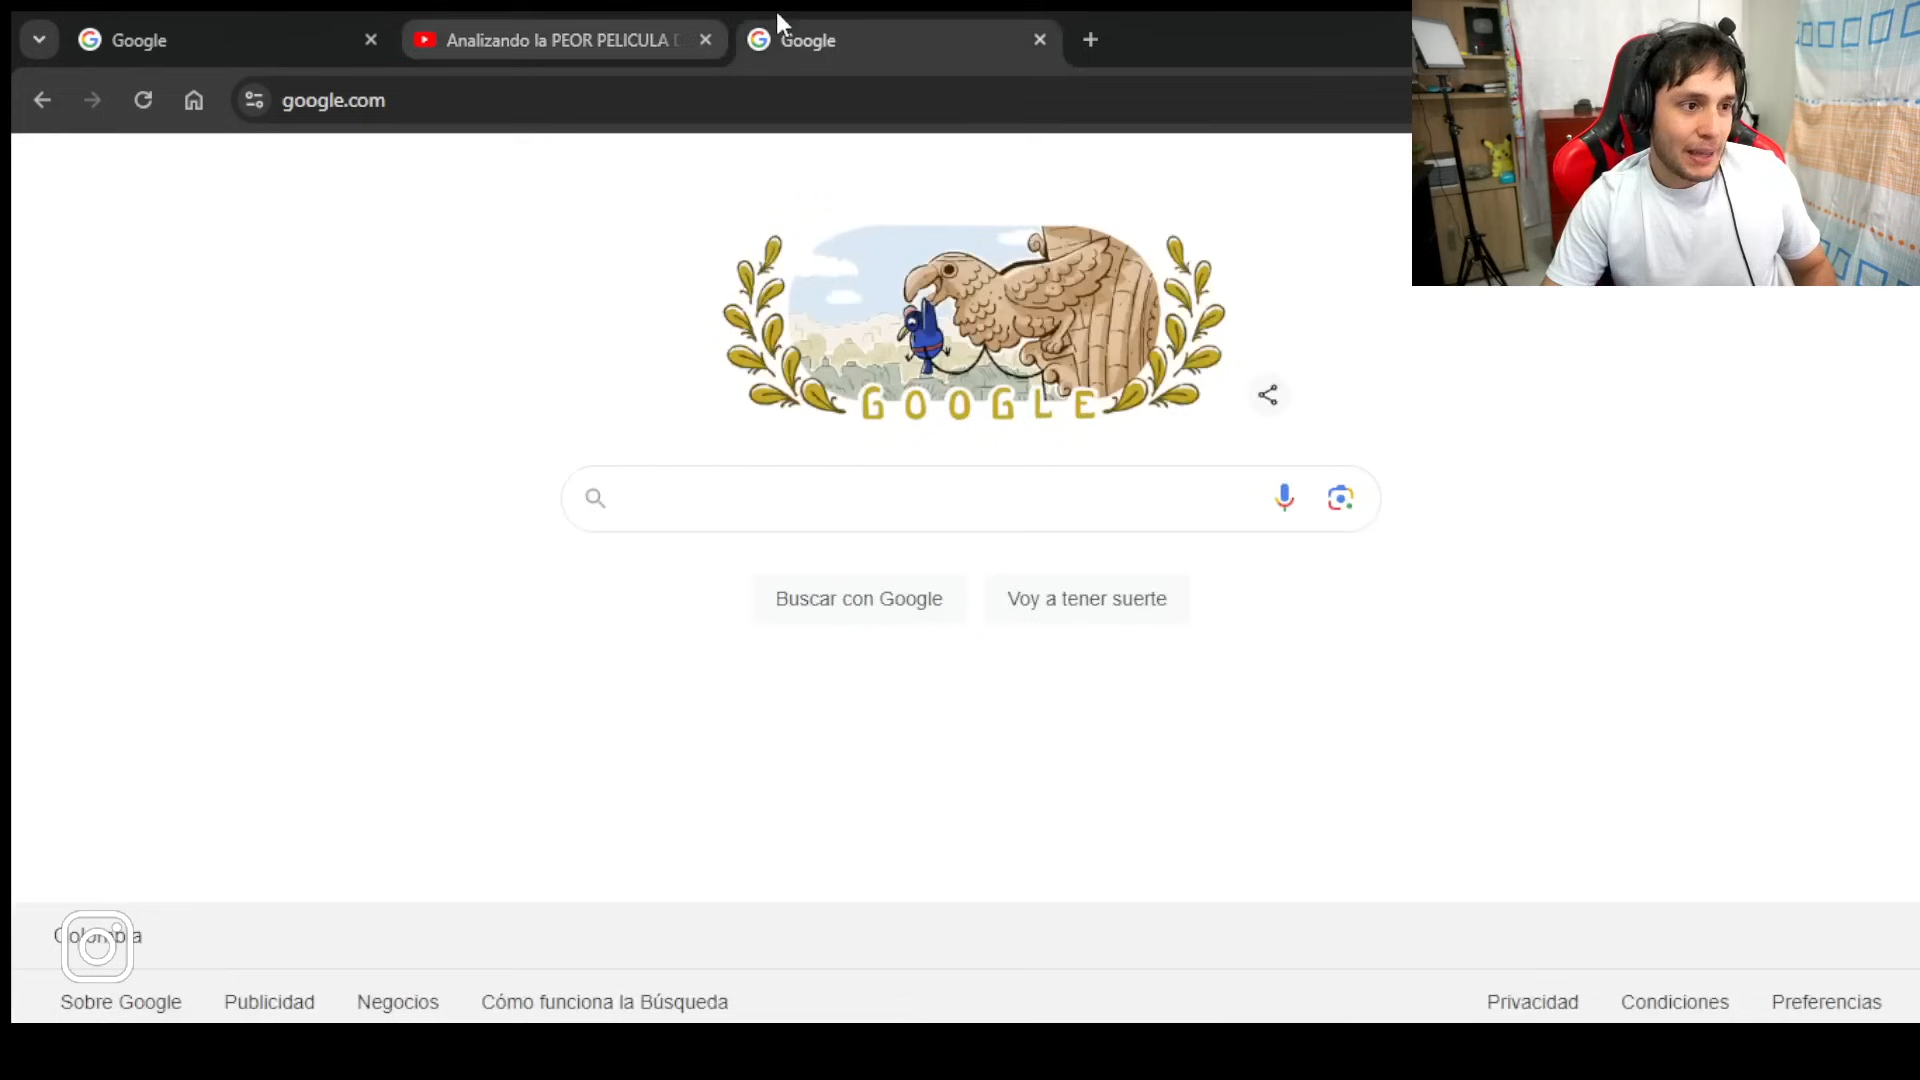 Google
Analizando la PEOR PELICULA
Google
google.com
GOOGLE
Buscar con Google
Voy a tener suerte
Colombia
Sobre Google
Publicidad
Negocios
Cómo funciona la Búsqueda
Privacidad
Condiciones
Preferencias